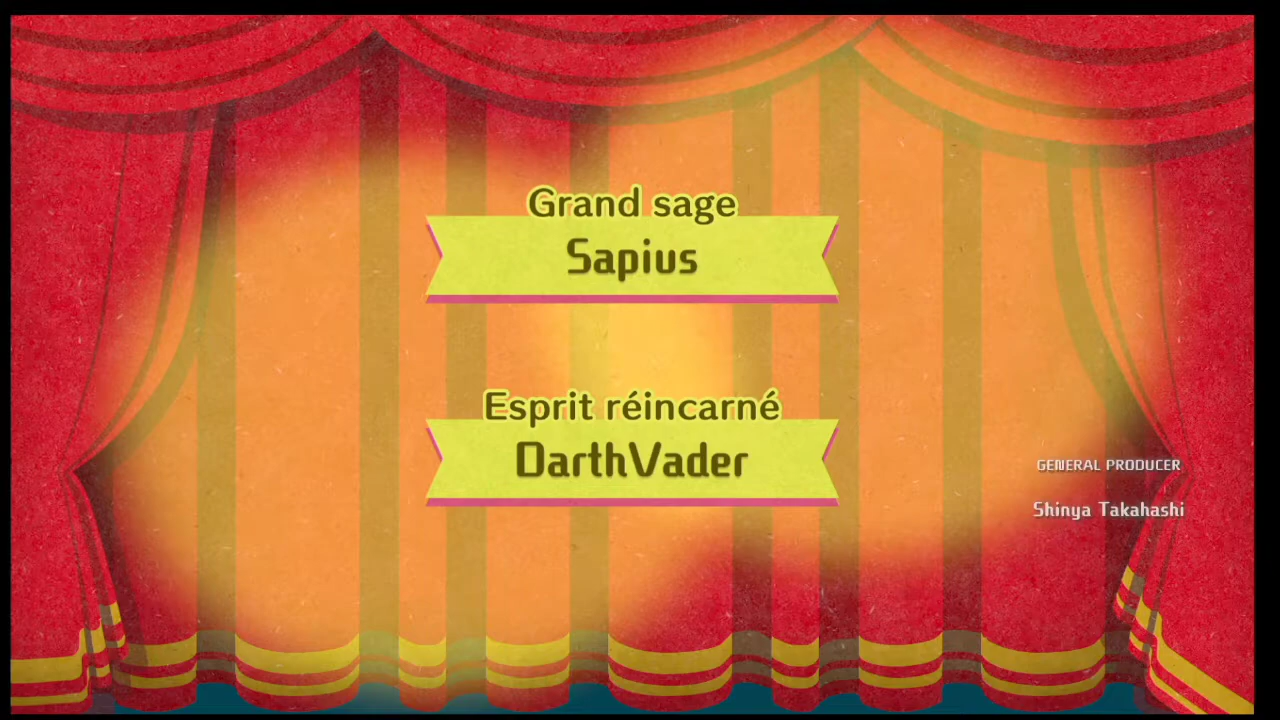 Grand sage
Sapius
Esprit réincarné
DarthVader
GENERAL PRODUCER
Shinya Takahashi